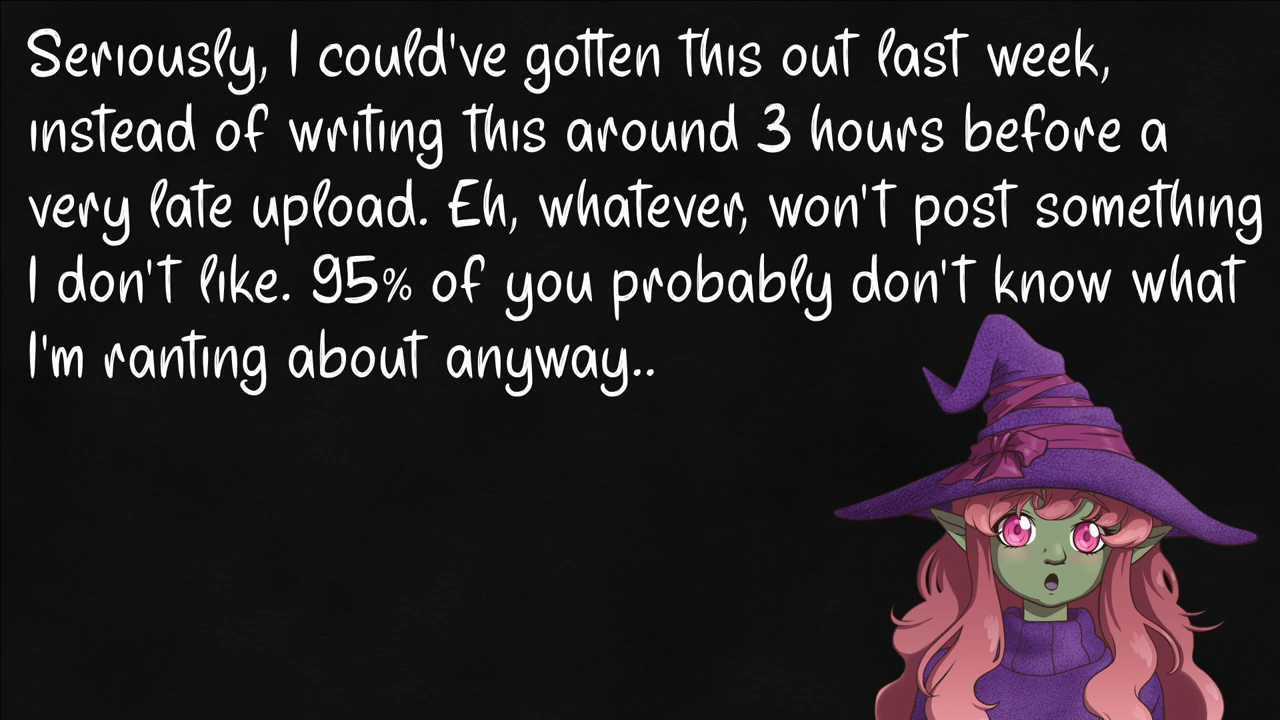 Seriously, I could've gotten this out last week,
instead of writing this around 3 hours before a
very late upload. Eh, whatever, won't post something
I don't like. 95% of you probably don't know what
I'm ranting about anyway..